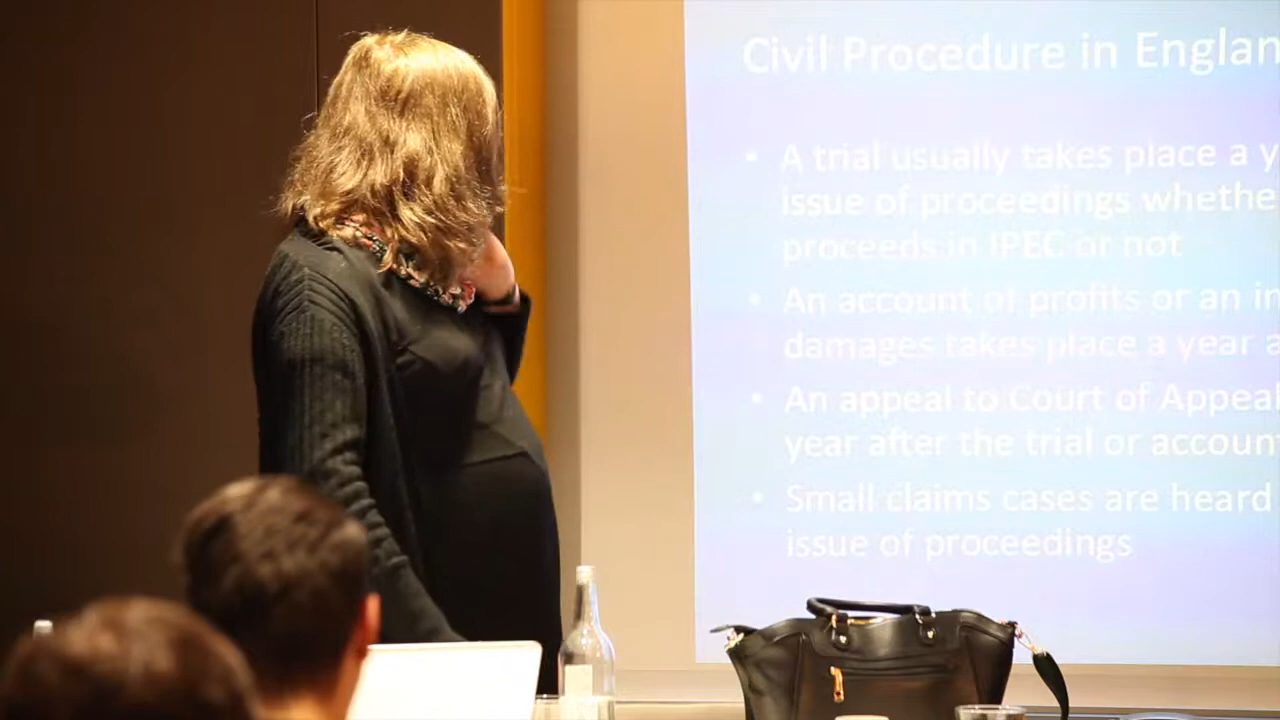 Civil Procedure in Englan
• A trial usually takes place a y
issue of proceedings whethe
proceeds in IPEC or not
• An account of profits or an in
damages takes place a year a
• An appeal to Court of Appeal
year after the trial or accoun
• Small claims cases are heard
issue of proceedings